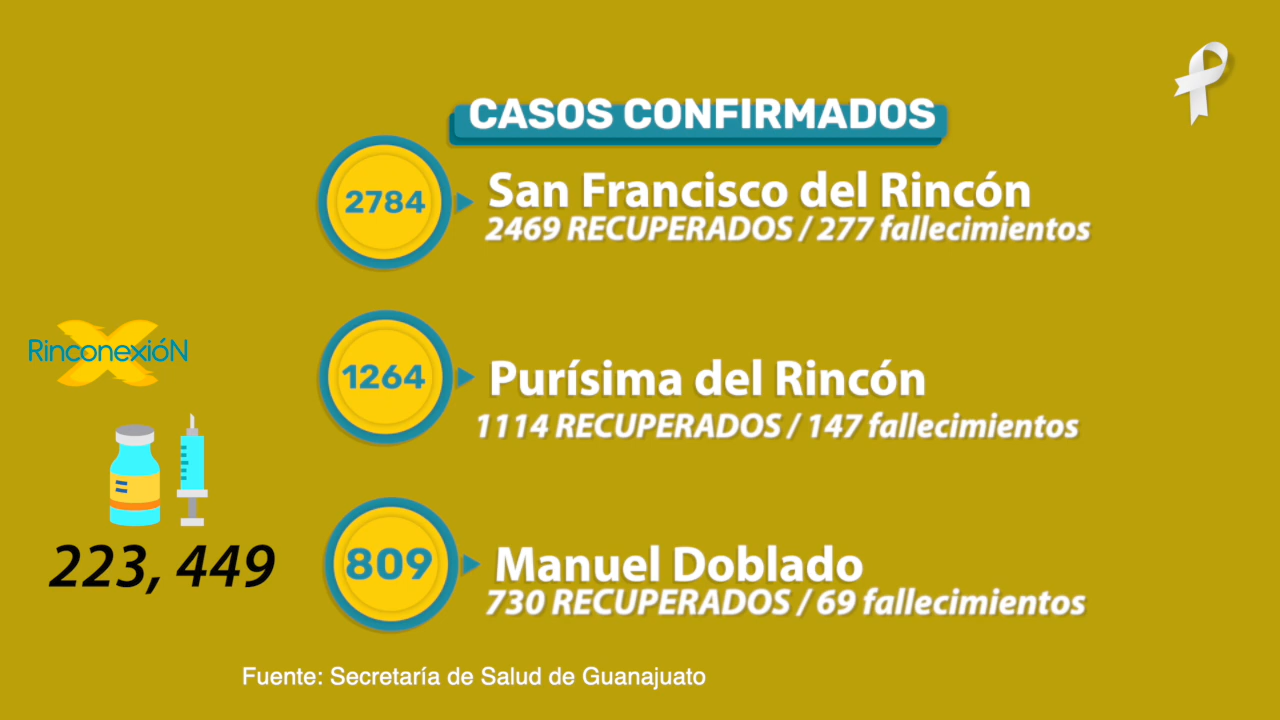 CASOS CONFIRMADOS
2784
San Francisco del Rincón
2469 RECUPERADOS / 277 fallecimientos
RinconexióN
1264
Purísima del Rincón
1114 RECUPERADOS / 147 fallecimientos
223, 449
809
Manuel Doblado
730 RECUPERADOS / 69 fallecimientos
Fuente: Secretaría de Salud de Guanajuato